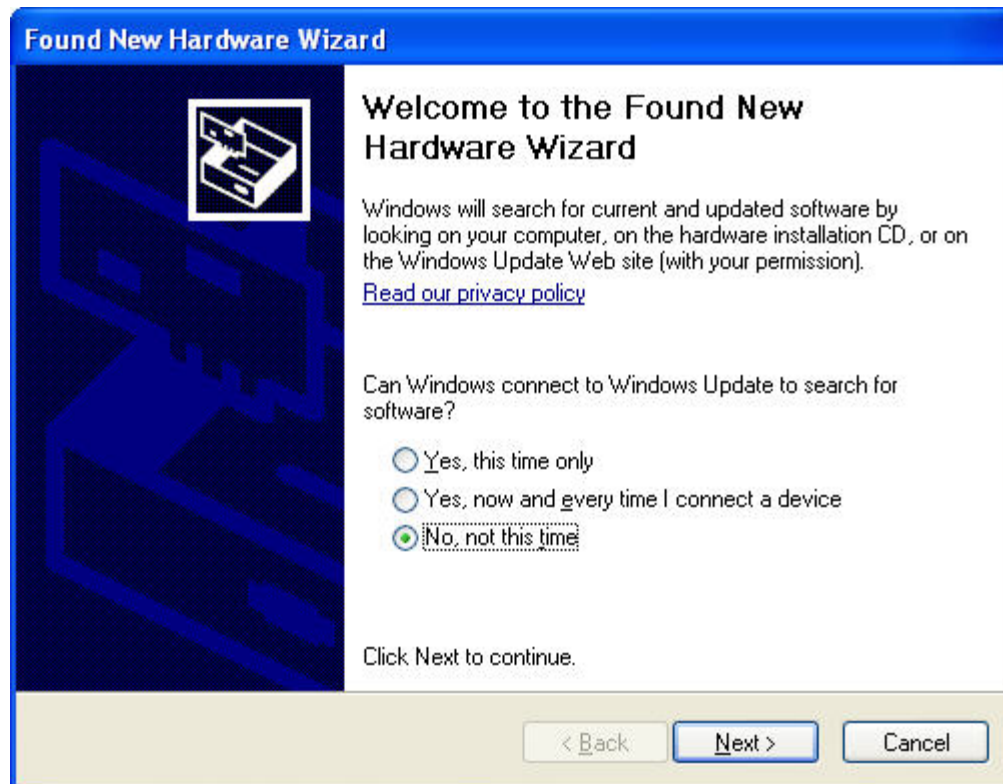 Found New Hardware Wizard
Welcome to the Found New
Hardware Wizard
Windows will search for current and updated software by
looking on your computer, on the hardware installation CD, or on
the Windows Update Web site (with your permission).
Read our privacy policy
Can Windows connect to Windows Update to search for
software?
Yes, this time only
Yes, now and every time I connect a device
No, not this time
Click Next to continue.
< Back Next > Cancel